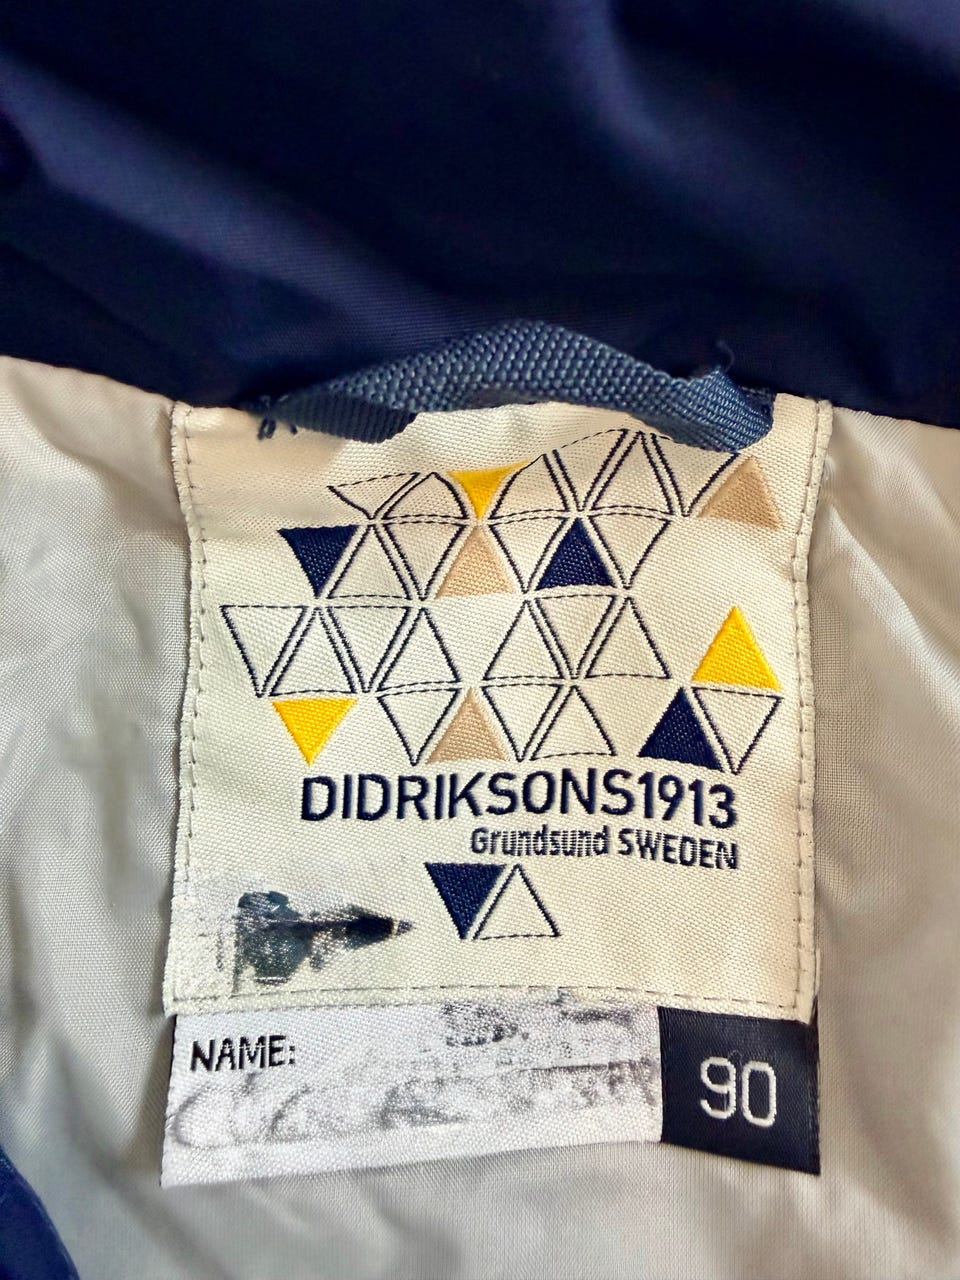 DIDRIKSONS1913
Grundsund SWEDEN
NAME:
90